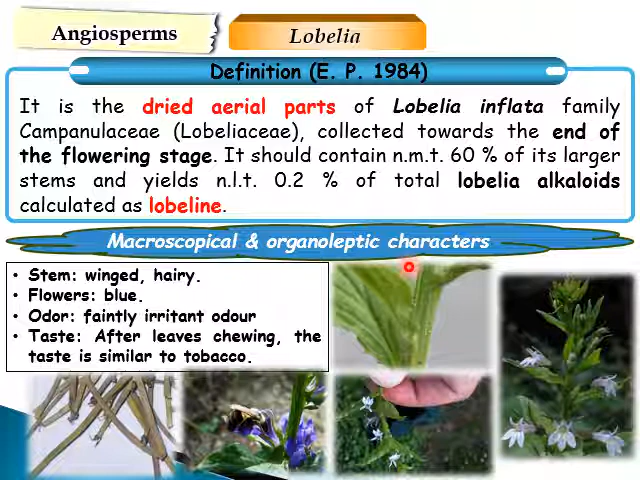 Angiosperms
Lobelia
Definition (E. P. 1984)
It is the dried aerial parts of Lobelia inflata family
Campanulaceae (Lobeliaceae), collected towards the end of
the flowering stage. It should contain n.m.t. 60 % of its larger
stems and yields n.l.t. 0.2 % of total lobelia alkaloids
calculated as lobeline.
Macroscopical & organoleptic characters
• Stem: winged, hairy.
• Flowers: blue.
• Odor: faintly irritant odour
• Taste: After leaves chewing, the
taste is similar to tobacco.